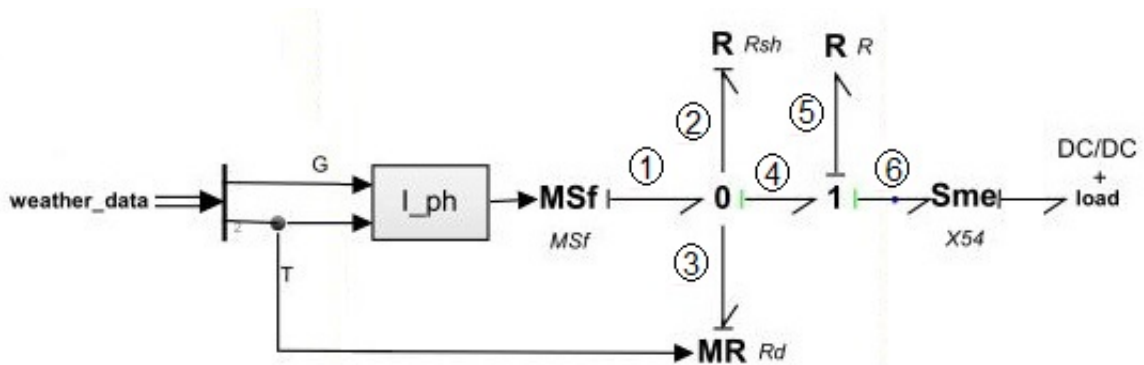 R Rsh
R R
②
⑤
DC/DC
+
load
G
①
④
⑥
weather_data
I_ph
MSf
0
1
Sme
2
MSf
X54
T
③
MR Rd